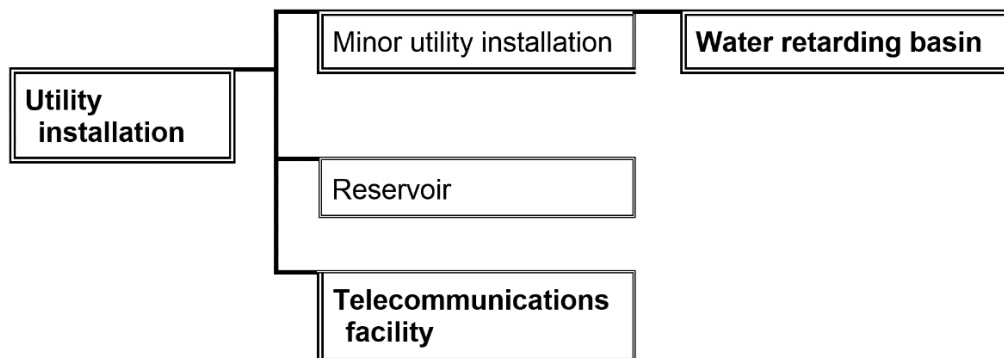 Minor utility installation
Water retarding basin
Utility
installation
Reservoir
Telecommunications
facility